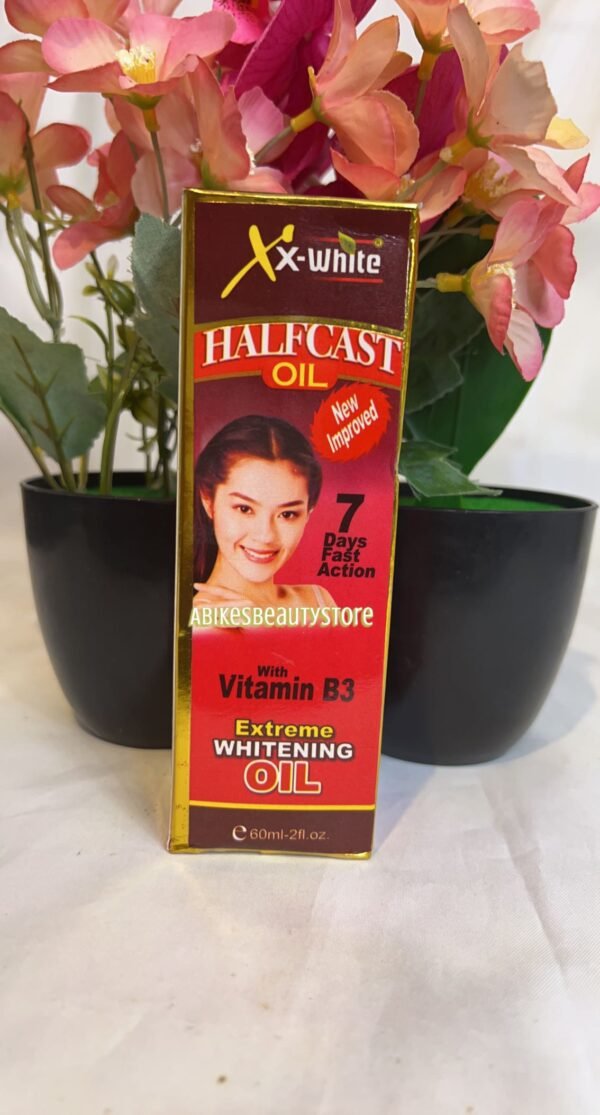 X-White®
HALFCAST
OIL
New
Improved
7
Days
Fast
Action
ABIKESBEAUTYSTORE
With
Vitamin B3
Extreme
WHITENING
OIL
e 60ml-2fl.oz.